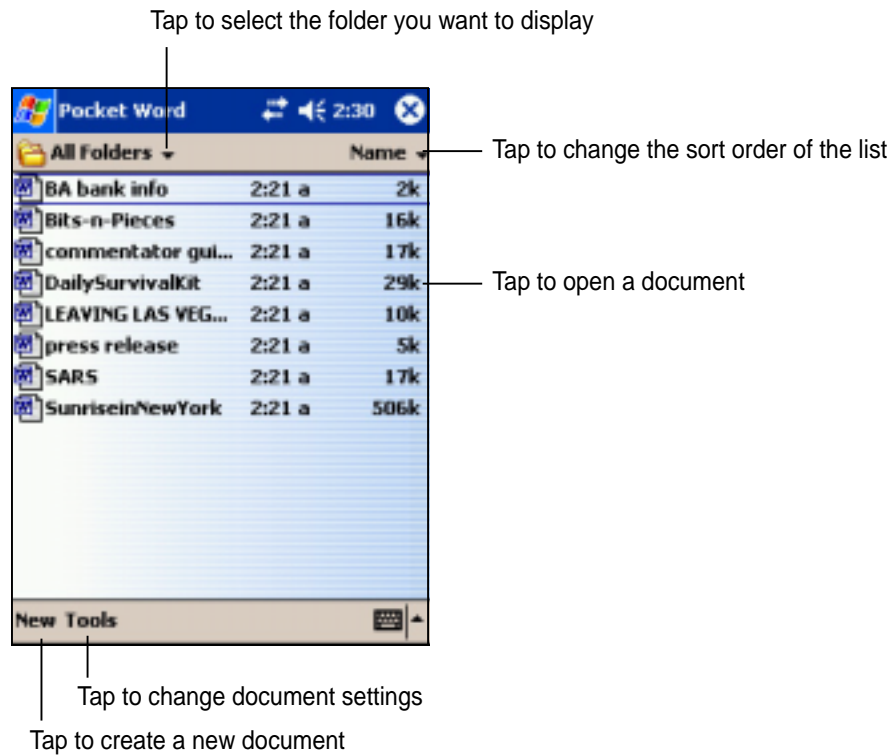 Tap to select the folder you want to display
Pocket Word 2:30
All Folders Name
Tap to change the sort order of the list
BA bank info 2:21 a 2k
Bits-n-Pieces 2:21 a 16k
commentator gui... 2:21 a 17k
DailySurvivalKit 2:21 a 29k
Tap to open a document
LEAVING LAS VEG... 2:21 a 10k
press release 2:21 a 5k
SARS 2:21 a 17k
SunriseinNewYork 2:21 a 506k
New Tools
Tap to change document settings
Tap to create a new document